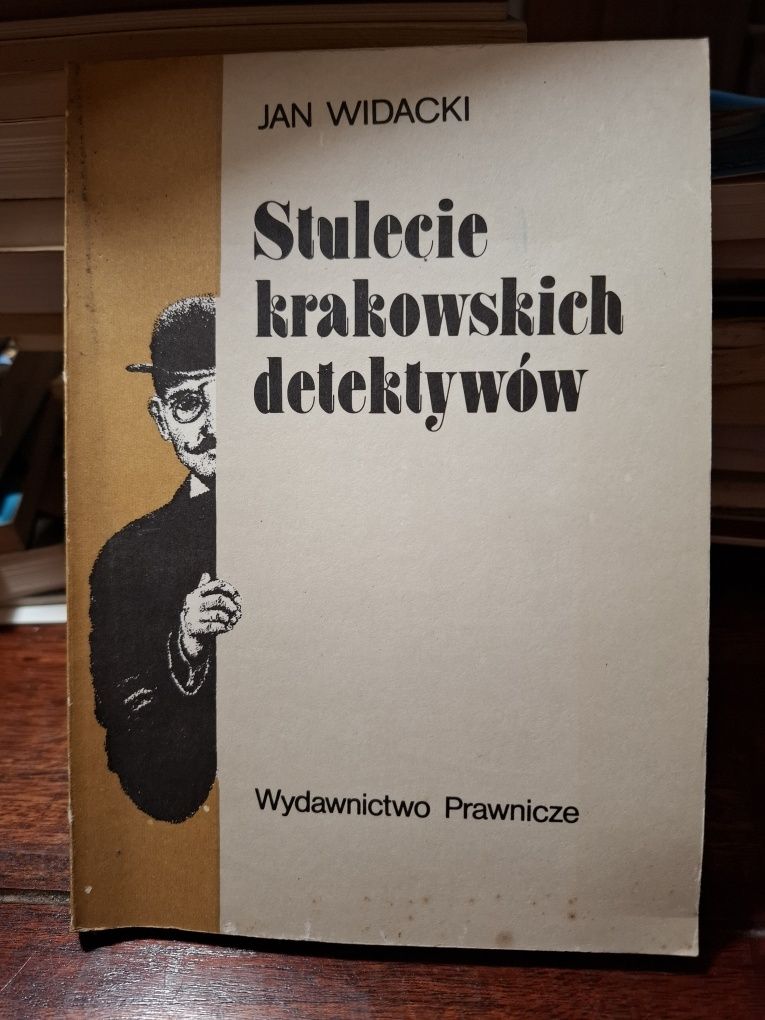 JAN WIDACKI
Stulecie
krakowskich
detektywów
Wydawnictwo Prawnicze